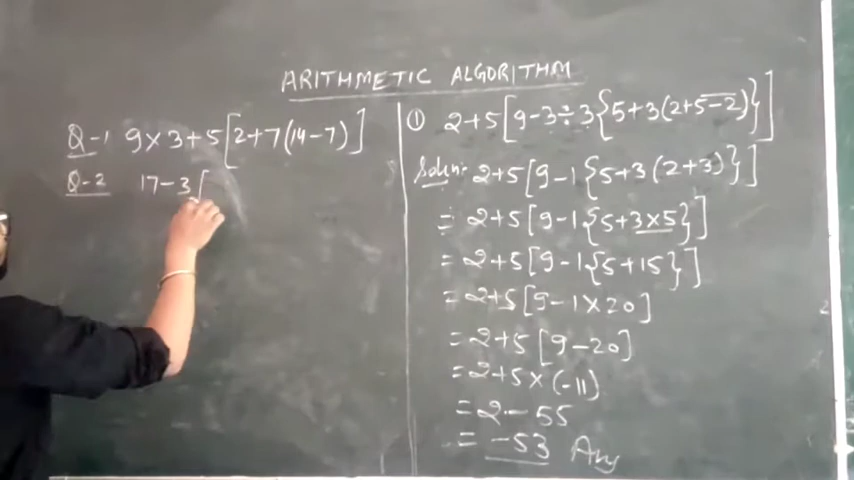 ARITHMETIC ALGORITHM
Q-1 9×3+5[2+7(14-7)]
Q-2 17-3[
① 2+5[9-3÷3{5+3(2+5̅-̅2̅)}]
Soln:- 2+5[9-1{5+3(2+3)}]
= 2+5[9-1{5+3×5}]
= 2+5[9-1{5+15}]
= 2+5[9-1×20]
= 2+5[9-20]
= 2+5×(-11)
= 2-55
= -53 Ans